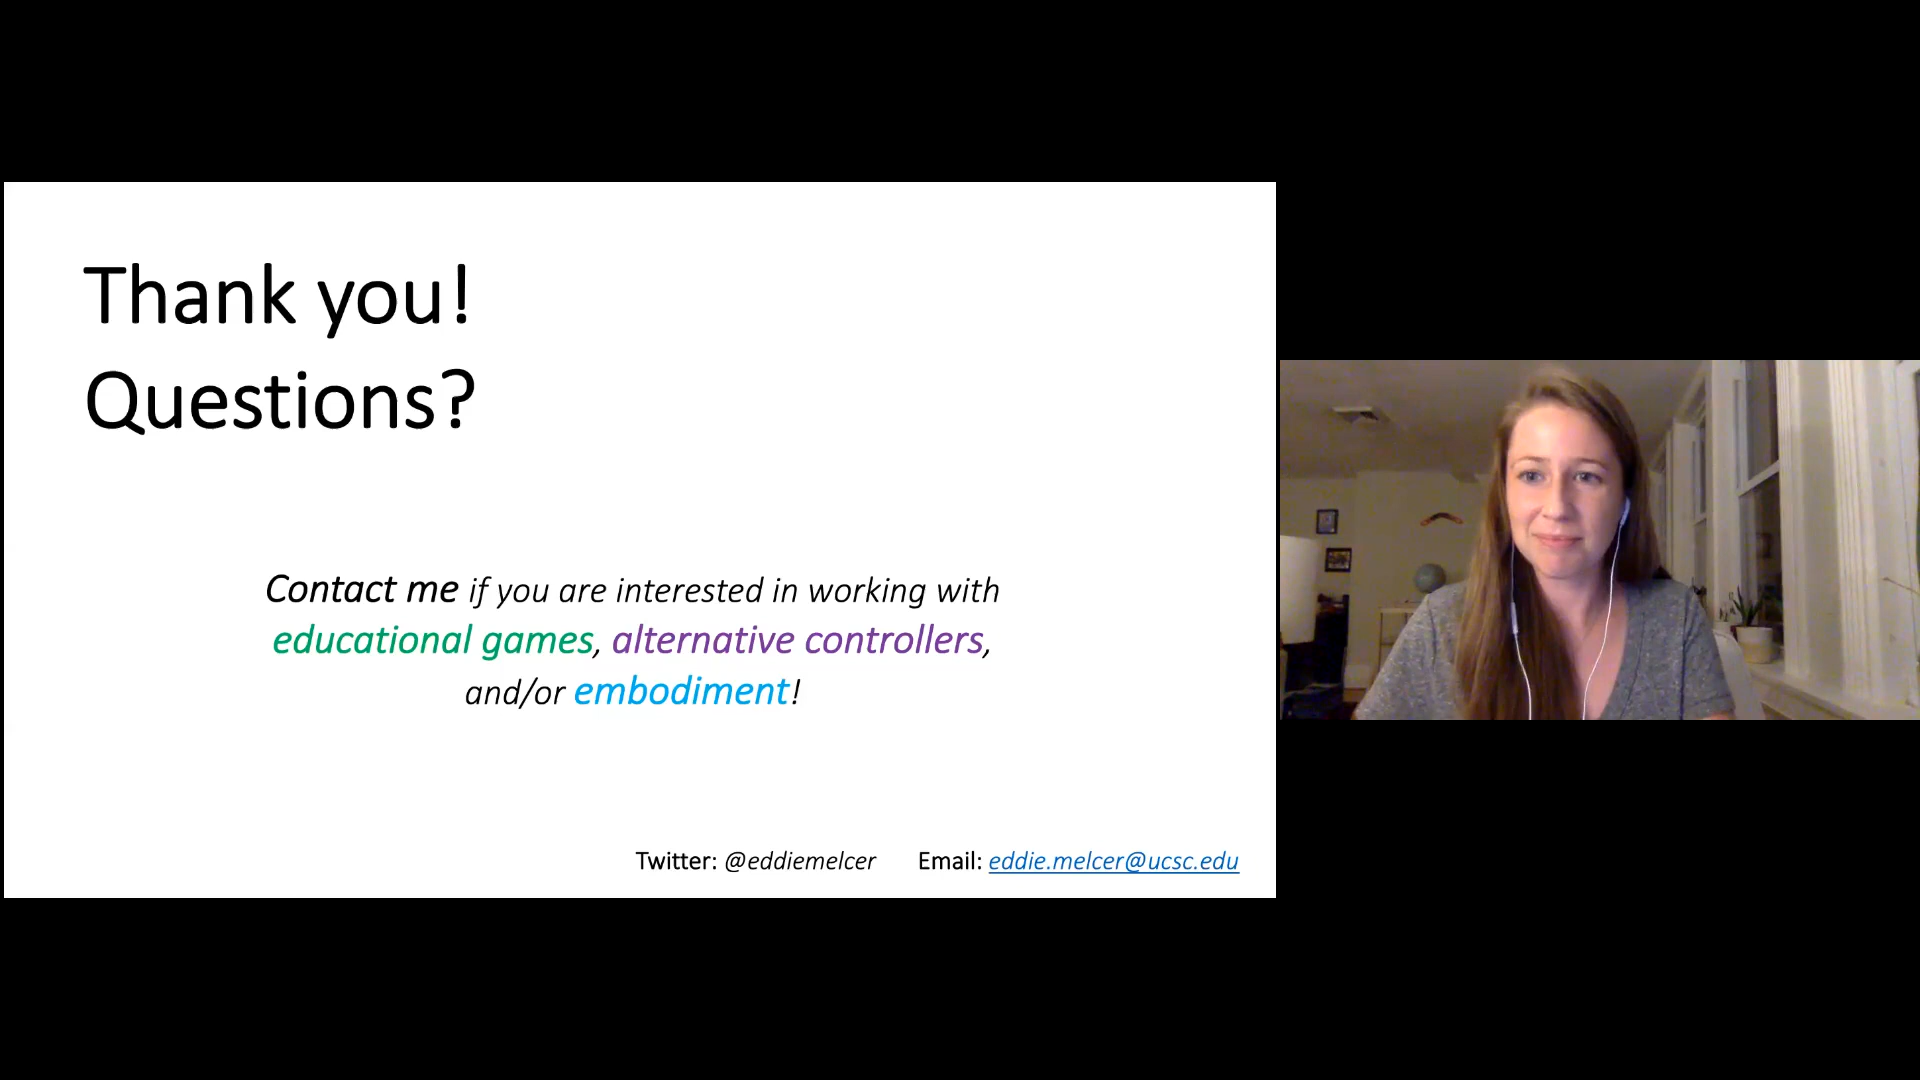 Thank you!
Questions?
Contact me if you are interested in working with
educational games, alternative controllers,
and/or embodiment!
Twitter: @eddiemelcer Email: eddie.melcer@ucsc.edu